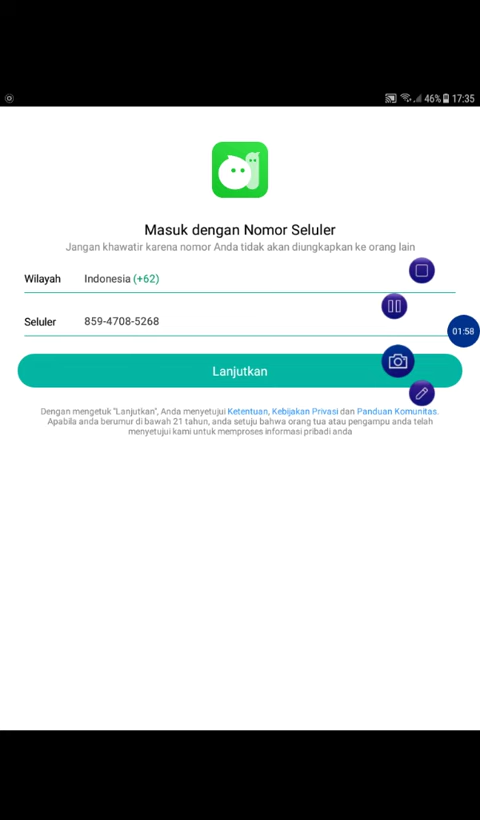 46% 17:35
Masuk dengan Nomor Seluler
Jangan khawatir karena nomor Anda tidak akan diungkapkan ke orang lain
Wilayah Indonesia (+62)
Seluler 859-4708-5268
01:58
Lanjutkan
Dengan mengetuk "Lanjutkan", Anda menyetujui Ketentuan, Kebijakan Privasi dan Panduan Komunitas.
Apabila anda berumur di bawah 21 tahun, anda setuju bahwa orang tua atau pengampu anda telah
menyetujui kami untuk memproses informasi pribadi anda